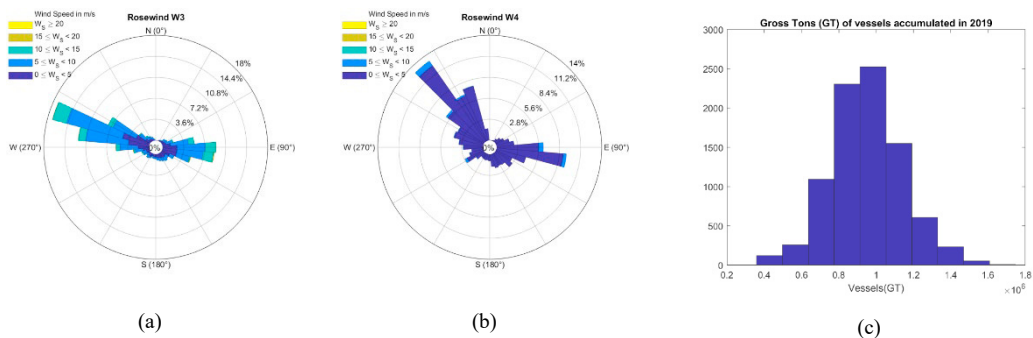 Wind Speed in m/s
W_S ≥ 20
15 ≤ W_S < 20
10 ≤ W_S < 15
5 ≤ W_S < 10
0 ≤ W_S < 5
Rosewind W3
N (0°)
18%
14.4%
10.8%
7.2%
3.6%
0%
W (270°)
E (90°)
S (180°)
(a)
Wind Speed in m/s
W_S ≥ 20
15 ≤ W_S < 20
10 ≤ W_S < 15
5 ≤ W_S < 10
0 ≤ W_S < 5
Rosewind W4
N (0°)
14%
11.2%
8.4%
5.6%
2.8%
0%
W (270°)
E (90°)
S (180°)
(b)
Gross Tons (GT) of vessels accumulated in 2019
3000
2500
2000
1500
1000
500
0
0.2 0.4 0.6 0.8 1 1.2 1.4 1.6 1.8
Vessels(GT)
×10⁶
(c)